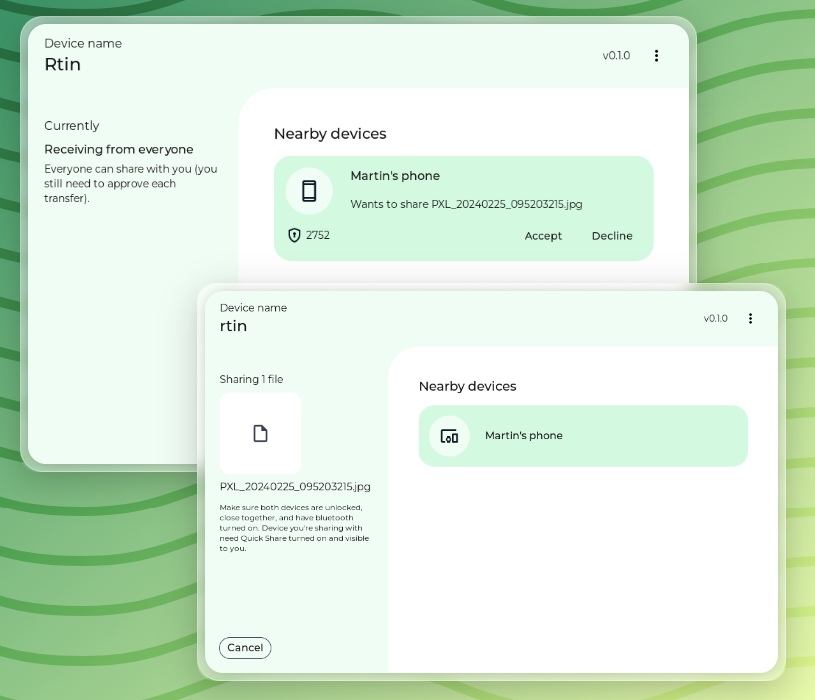 Device name
Rtin
v0.1.0
Currently
Receiving from everyone
Everyone can share with you (you
still need to approve each
transfer).
Nearby devices
Martin's phone
Wants to share PXL_20240225_095203215.jpg
2752
Accept
Decline
Device name
rtin
v0.1.0
Sharing 1 file
PXL_20240225_095203215.jpg
Make sure both devices are unlocked,
close together, and have bluetooth
turned on. Device you're sharing with
need Quick Share turned on and visible
to you.
Cancel
Nearby devices
Martin's phone